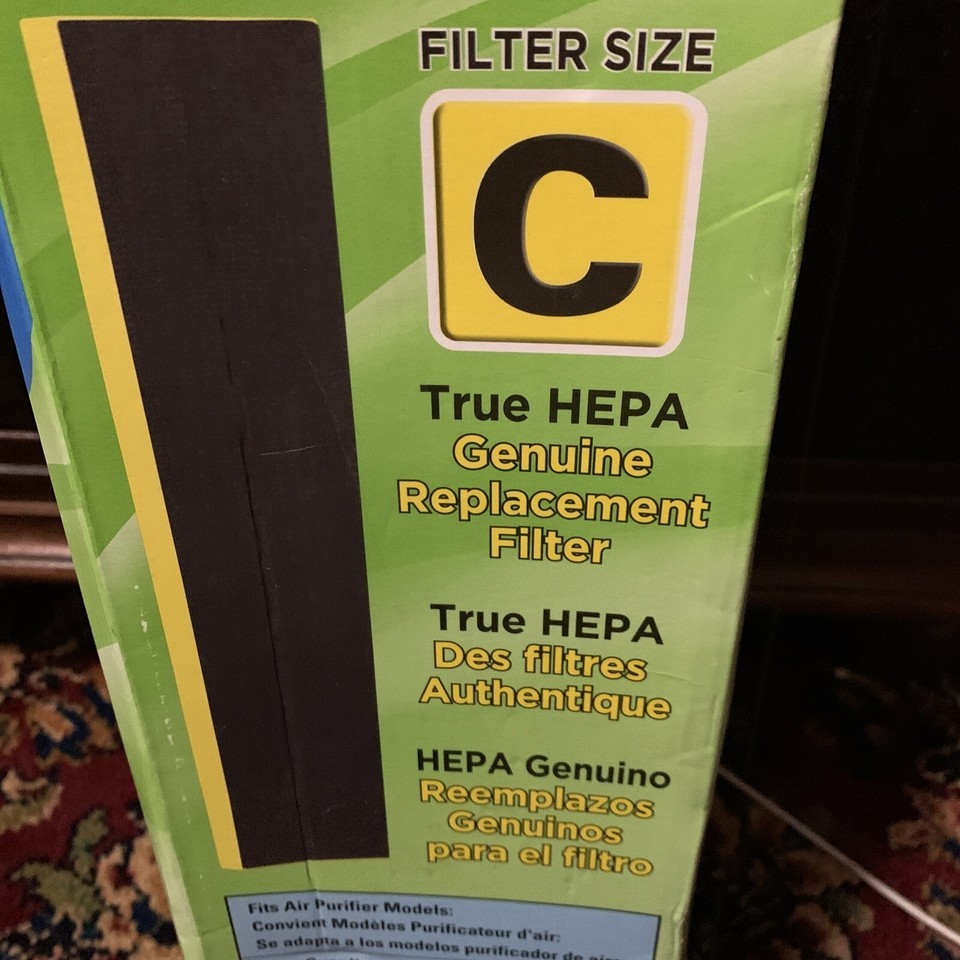 FILTER SIZE
C
True HEPA
Genuine
Replacement
Filter
True HEPA
Des filtres
Authentique
HEPA Genuino
Reemplazos
Genuinos
para el filtro
Fits Air Purifier Models:
Convient Modèles Purificateur d'air:
Se adapta a los modelos purificador de